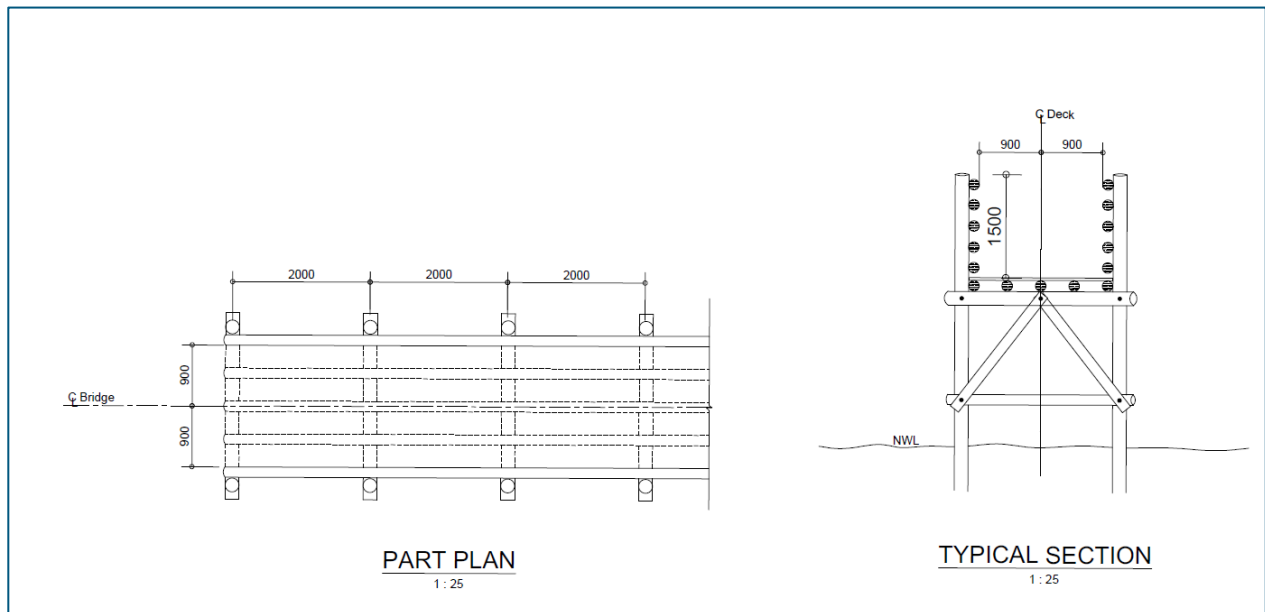 2000 2000 2000
900
℄ Bridge
900
PART PLAN
1 : 25
℄ Deck
900 900
1500
NWL
TYPICAL SECTION
1 : 25